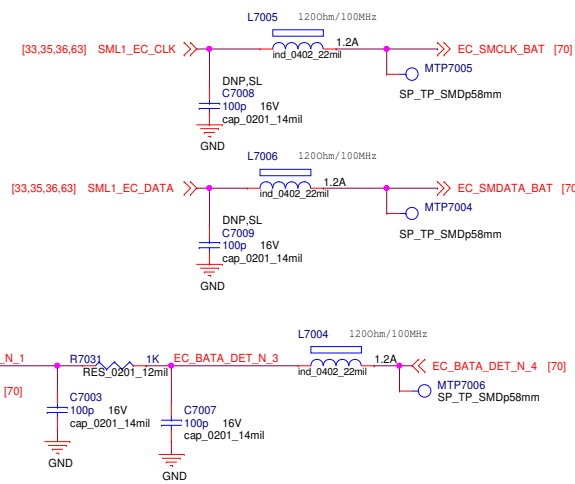 L7005 120Ohm/100MHz
[33,35,36,63] SML1_EC_CLK 1.2A EC_SMCLK_BAT [70]
ind_0402_22mil
MTP7005
DNP,SL
C7008
100p 16V
cap_0201_14mil
SP_TP_SMDp58mm
GND
L7006 120Ohm/100MHz
[33,35,36,63] SML1_EC_DATA 1.2A EC_SMDATA_BAT [70
ind_0402_22mil
MTP7004
DNP,SL
C7009
100p 16V
cap_0201_14mil
SP_TP_SMDp58mm
GND
L7004 120Ohm/100MHz
_N_1 R7031 1K EC_BATA_DET_N_3 1.2A EC_BATA_DET_N_4 [70]
RES_0201_12mil ind_0402_22mil
MTP7006
SP_TP_SMDp58mm
[70]
C7003
100p 16V
cap_0201_14mil
C7007
100p 16V
cap_0201_14mil
GND
GND